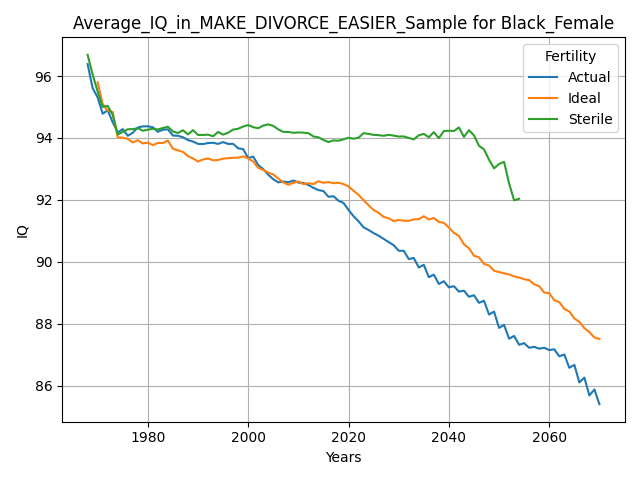 Average_IQ_in_MAKE_DIVORCE_EASIER_Sample for Black_Female
Fertility
Actual
Ideal
Sterile
IQ
96
94
92
90
88
86
1980
2000
2020
2040
2060
Years